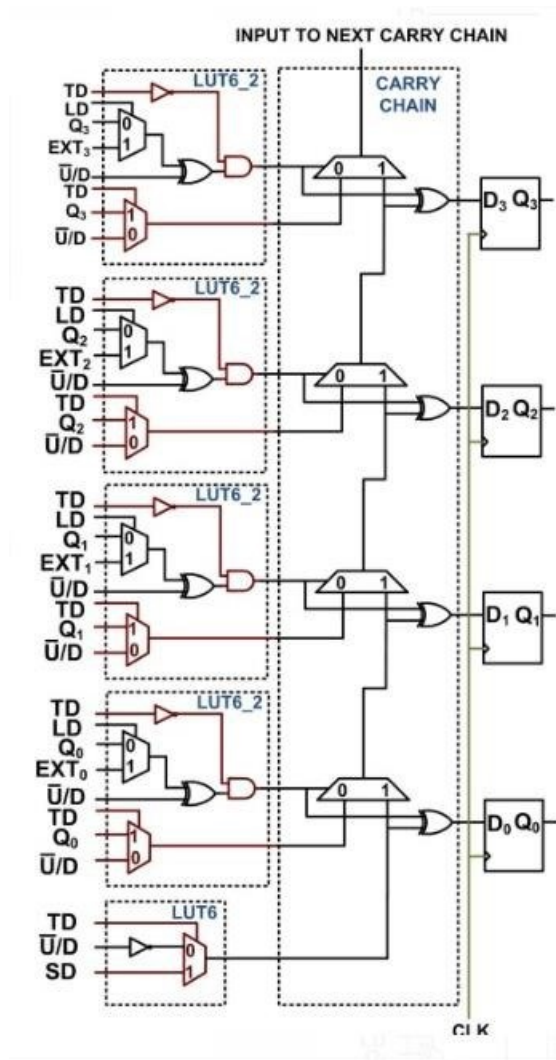 INPUT TO NEXT CARRY CHAIN
LUT6_2
CARRY
CHAIN
TD
LD
Q₃ 0
EXT₃ 1
U̅/D
TD
Q₃ 1
U̅/D 0
0 1
D₃ Q₃
LUT6_2
TD
LD
Q₂ 0
EXT₂ 1
U̅/D
TD
Q₂ 1
U̅/D 0
0 1
D₂ Q₂
LUT6_2
TD
LD
Q₁ 0
EXT₁ 1
U̅/D
TD
Q₁ 1
U̅/D 0
0 1
D₁ Q₁
LUT6_2
TD
LD
Q₀ 0
EXT₀ 1
U̅/D
TD
Q₀ 1
U̅/D 0
0 1
D₀ Q₀
LUT6
TD
U̅/D 0
SD 1
CLK